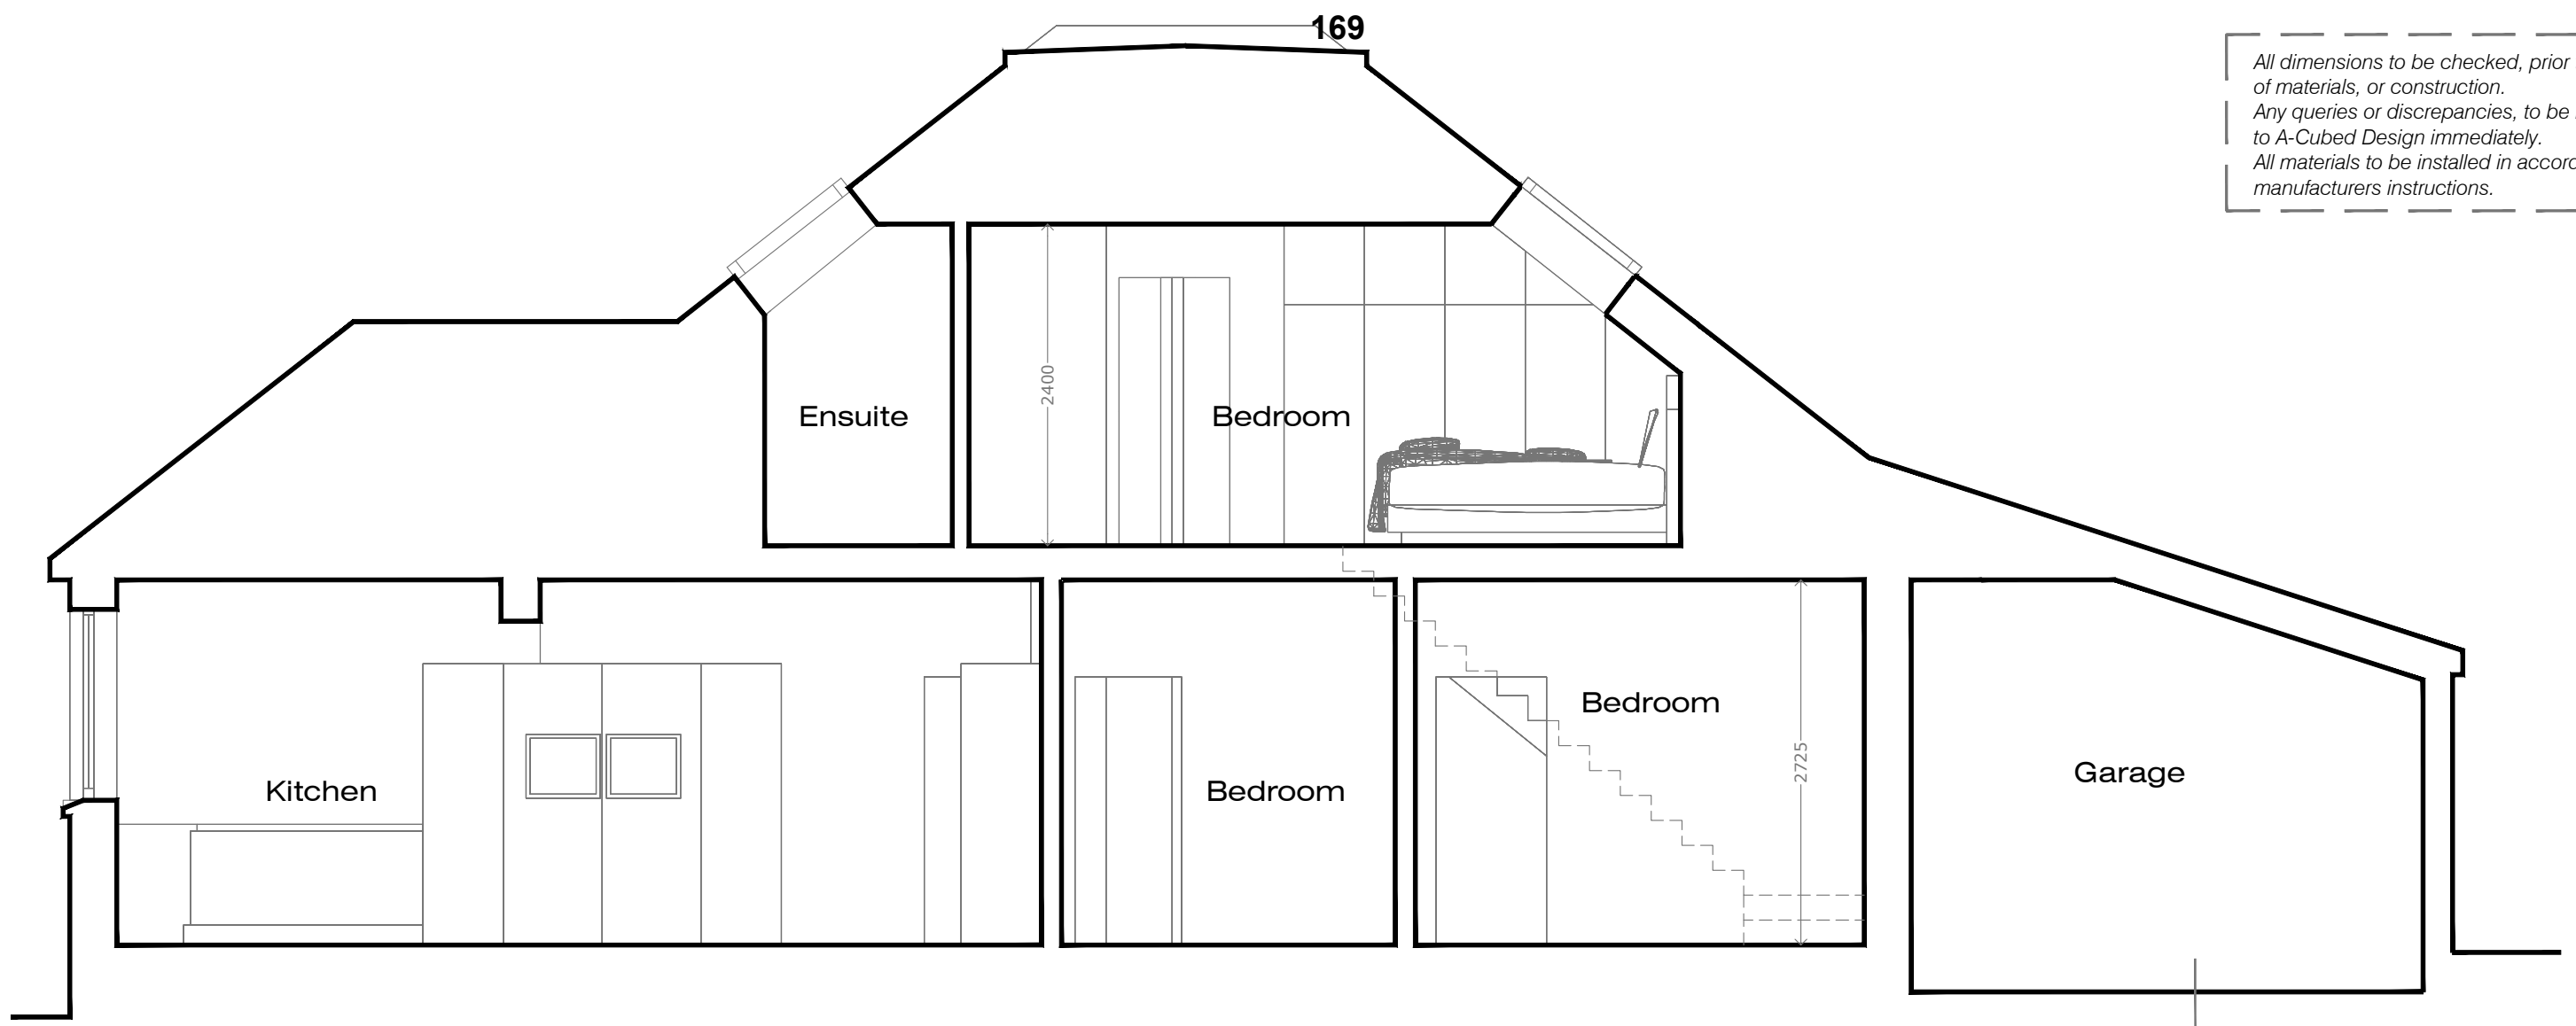 169
All dimensions to be checked, prior
of materials, or construction.
Any queries or discrepancies, to be
to A-Cubed Design immediately.
All materials to be installed in accord
manufacturers instructions.
2400
Ensuite
Bedroom
Bedroom
2725
Garage
Kitchen
Bedroom